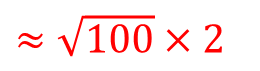 ≈ √100 × 2